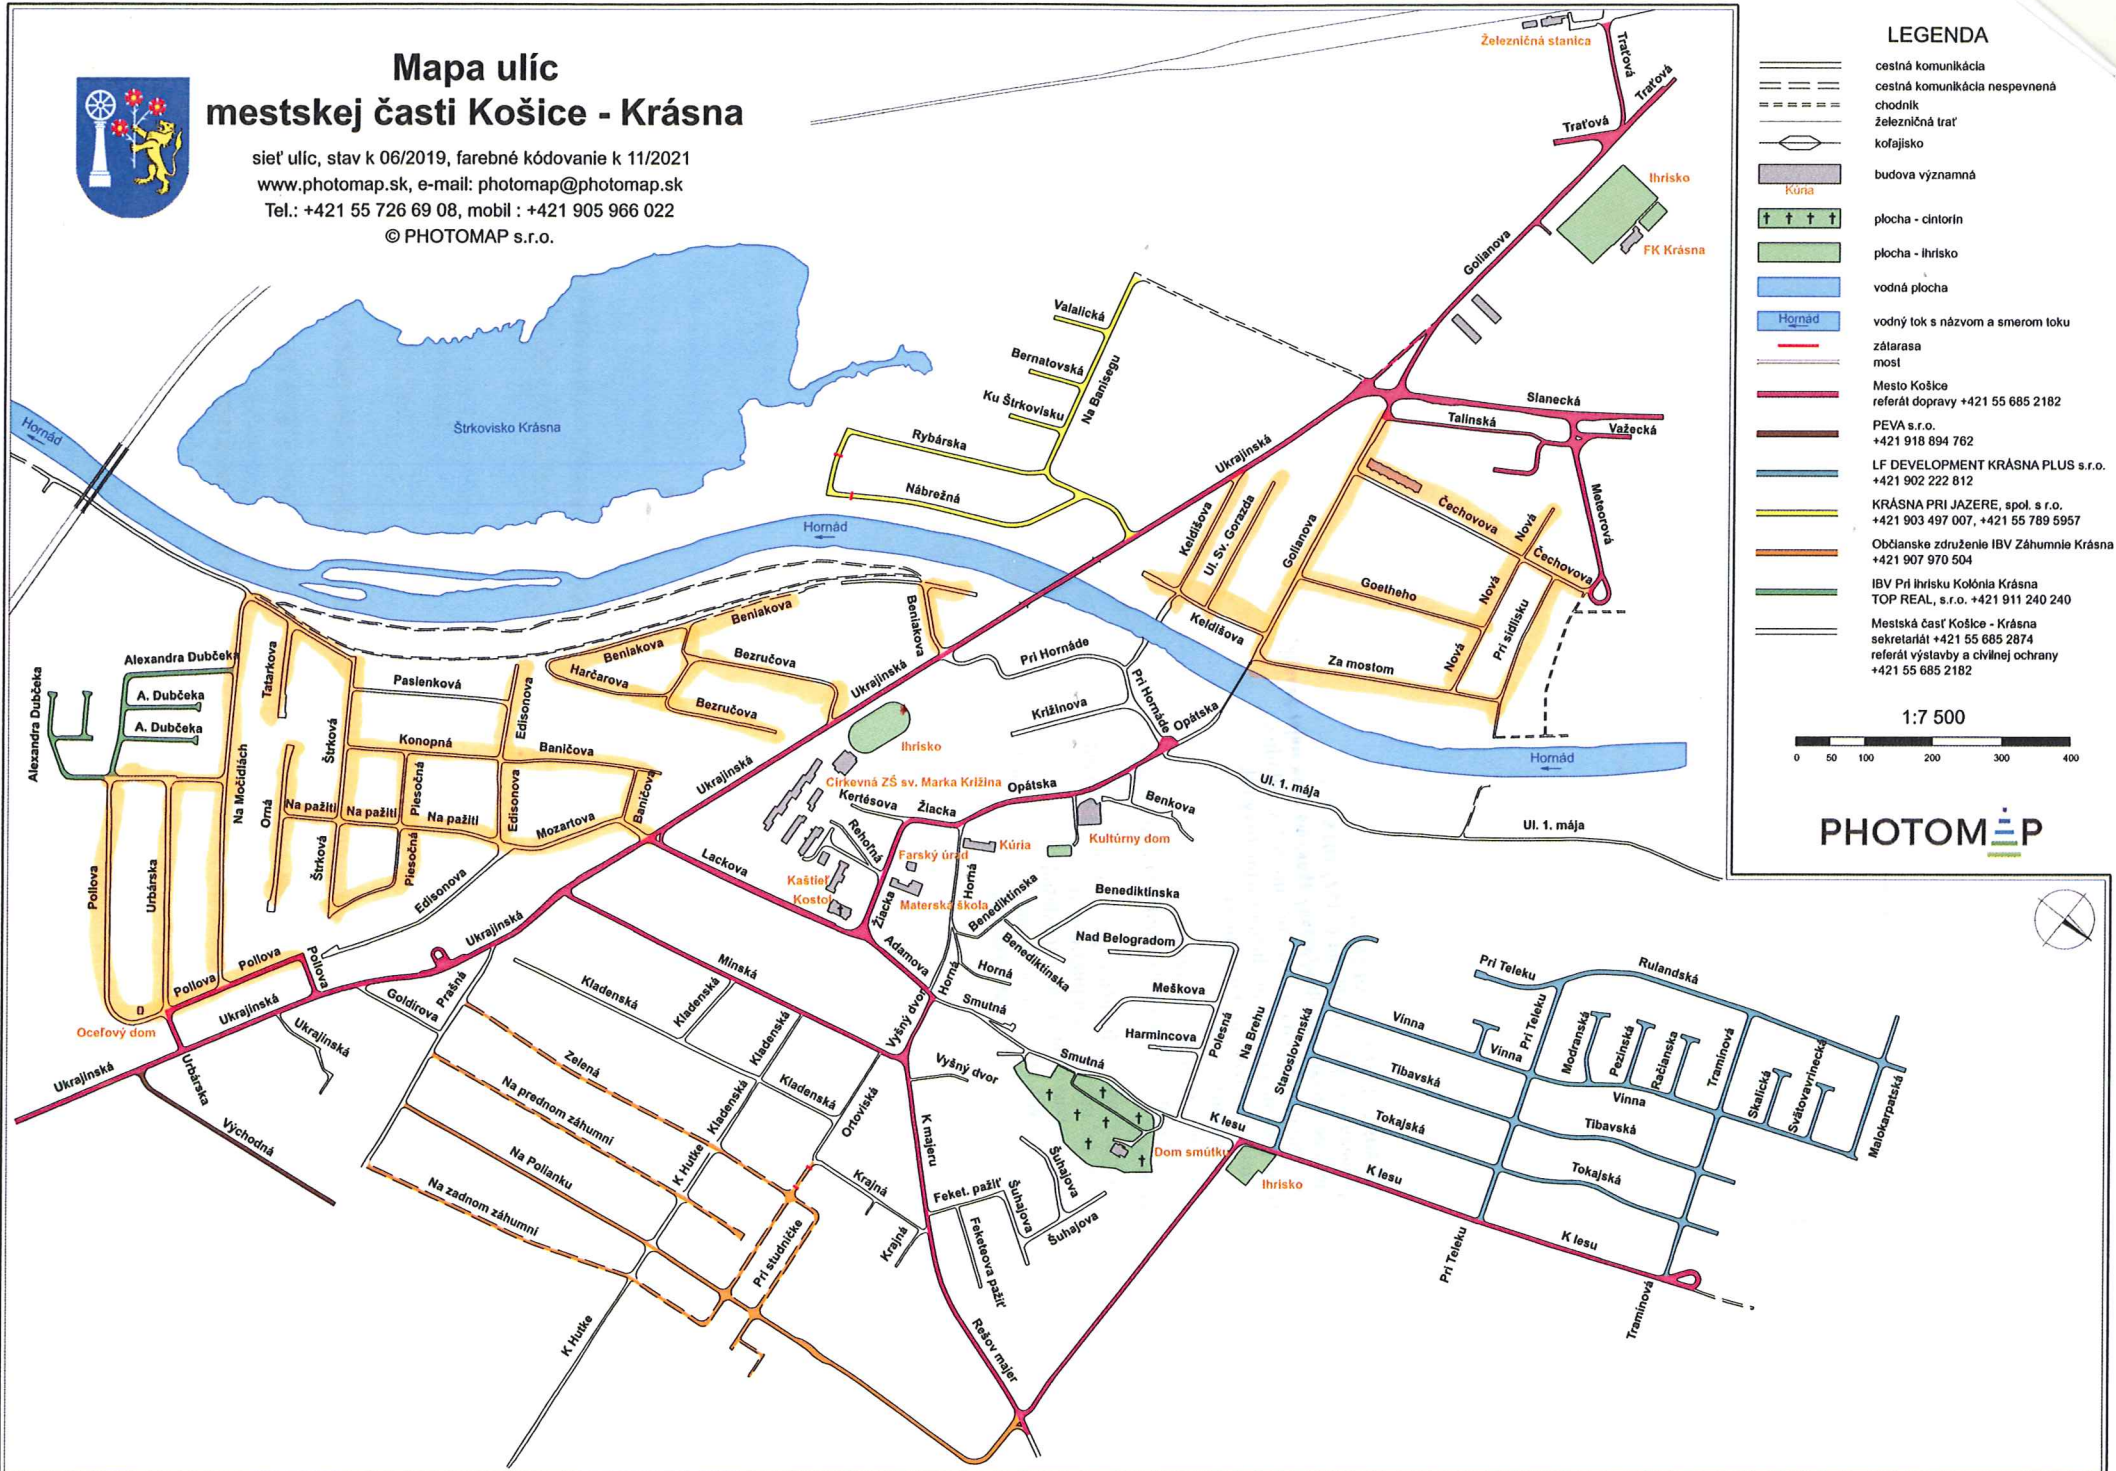 Mapa ulíc
mestskej časti Košice - Krásna
sieť ulíc, stav k 06/2019, farebné kódovanie k 11/2021
www.photomap.sk, e-mail: photomap@photomap.sk
Tel.: +421 55 726 69 08, mobil : +421 905 966 022
© PHOTOMAP s.r.o.
Železničná stanica
Traťová
Traťová
Traťová
Ihrisko
FK Krásna
Golianova
Valalická
Bernatovská
Ku Štrkovisku
Na Banisegu
Rybárska
Nábrežná
Štrkovisko Krásna
Hornád
Hornád
Hornád
Ukrajinská
Slanecká
Talinská
Važecká
Meteorová
Keldišova
Ul. Sv. Gorazda
Golianova
Čechovova
Nová
Čechovova
Goetheho
Nová
Pri sídlisku
Keldišova
Za mostom
Nová
Beniakova
Beniakova
Beniakova
Harčarova
Bezručova
Bezručova
Ukrajinská
Pri Hornáde
Pri Hornáde
Križinova
Opátska
Alexandra Dubčeka
Alexandra Dubčeka
A. Dubčeka
A. Dubčeka
Tatarkova
Paslenková
Štrková
Edisonova
Konopná
Baničova
Na Močidlách
Orná
Na pažiti
Na pažiti
Na pažiti
Piesočná
Piesočná
Štrková
Edisonova
Mozartova
Baničova
Edisonova
Pollova
Urbárska
Pollova
Pollova
Pollova
Oceľový dom
Ukrajinská
Ihrisko
Cirkevná ZŠ sv. Marka Križina
Kertésova
Žiacka
Opátska
Rehoľná
Farský úrad
Kúria
Kultúrny dom
Benkova
Ul. 1. mája
Ul. 1. mája
Kaštieľ
Kostol
Žiacka
Materská škola
Horná
Lackova
Benediktínska
Benediktínska
Benediktínska
Nad Belogradom
Adamova
Horná
Horná
Smutná
Meškova
Harmincova
Polesná
Smutná
Vyšný dvor
Vyšný dvor
Ukrajinská
Minská
Prašná
Goldírova
Ukrajinská
Ukrajinská
Ukrajinská
Urbárska
Východná
Kladenská
Kladenská
Kladenská
Kladenská
Kladenská
Zelená
Na prednom záhumní
Na Pollanku
Na zadnom záhumní
K Hutke
K Hutke
Ortoviská
Krajná
Krajná
Pri studničke
K majeru
Feket. pažiť
Feketeova pažiť
Šuhajova
Šuhajova
Šuhajova
Rešov majer
Dom smútku
Ihrisko
K lesu
K lesu
K lesu
Na Brehu
Staroslovanská
Vínna
Vínna
Vínna
Tibavská
Tibavská
Tokajská
Tokajská
Pri Teleku
Pri Teleku
Pri Teleku
Rulandská
Modranská
Pezinská
Račianska
Tramínová
Tramínová
Skalická
Svätovavrinecká
Malokarpatská
LEGENDA
cestná komunikácia
cestná komunikácia nespevnená
chodník
železničná trať
koľajisko
budova významná
Kúria
plocha - cintorín
plocha - ihrisko
vodná plocha
Hornád
vodný tok s názvom a smerom toku
zátarasa
most
Mesto Košice
referát dopravy +421 55 685 2182
PEVA s.r.o.
+421 918 894 762
LF DEVELOPMENT KRÁSNA PLUS s.r.o.
+421 902 222 812
KRÁSNA PRI JAZERE, spol. s r.o.
+421 903 497 007, +421 55 789 5957
Občianske združenie IBV Záhumnie Krásna
+421 907 970 504
IBV Pri ihrisku Kolónia Krásna
TOP REAL, s.r.o. +421 911 240 240
Mestská časť Košice - Krásna
sekretariát +421 55 685 2874
referát výstavby a civilnej ochrany
+421 55 685 2182
1:7 500
0 50 100 200 300 400
PHOTOMAP